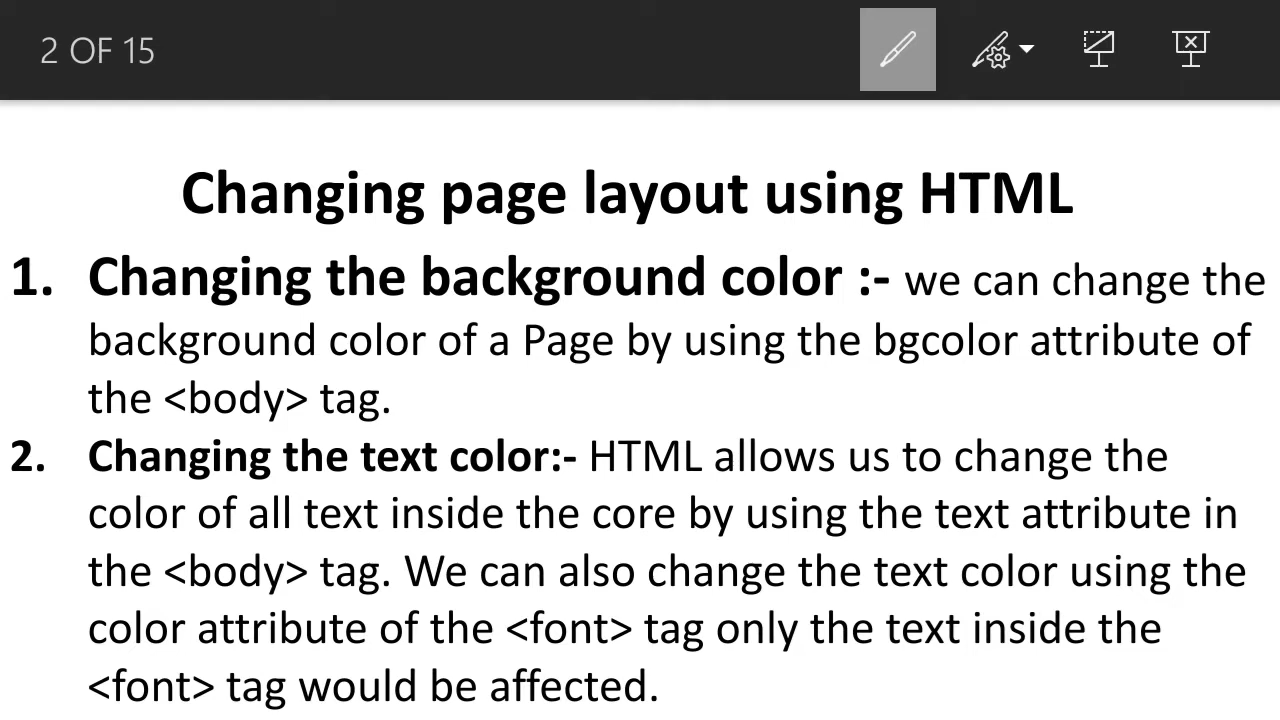 2 OF 15
Changing page layout using HTML
1. Changing the background color :- we can change the
background color of a Page by using the bgcolor attribute of
the <body> tag.
2. Changing the text color:- HTML allows us to change the
color of all text inside the core by using the text attribute in
the <body> tag. We can also change the text color using the
color attribute of the <font> tag only the text inside the
<font> tag would be affected.